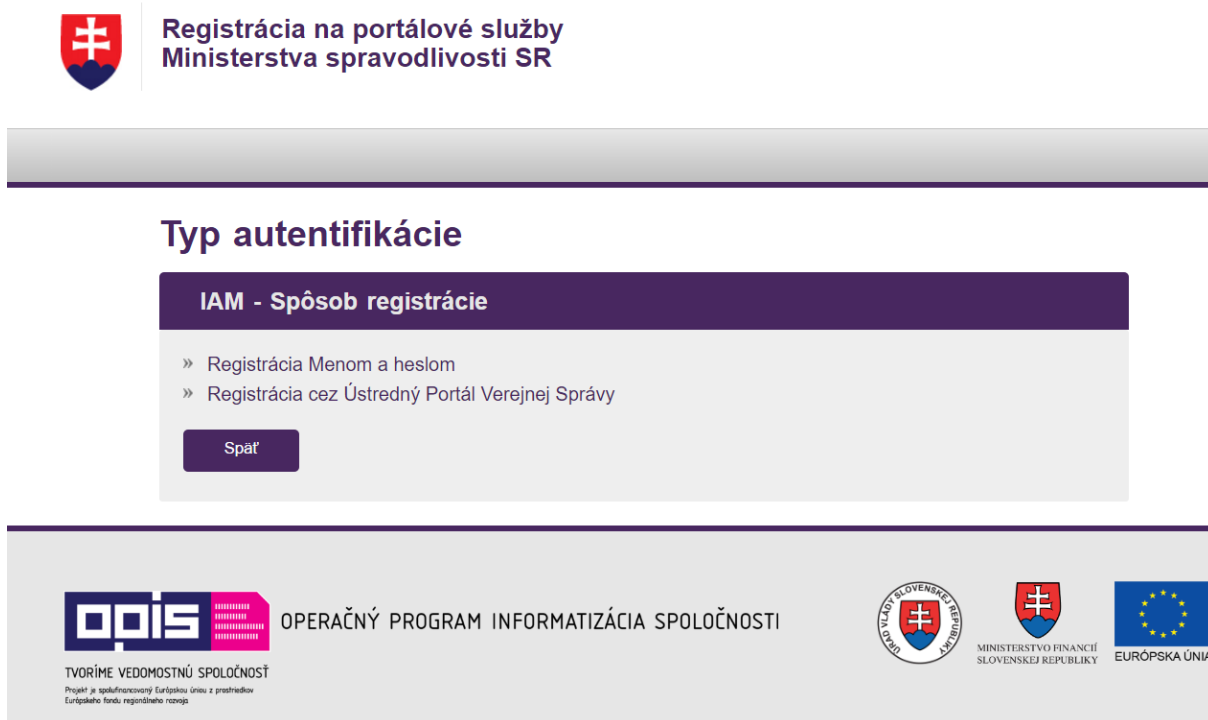 Registrácia na portálové služby
Ministerstva spravodlivosti SR
Typ autentifikácie
IAM - Spôsob registrácie
» Registrácia Menom a heslom
» Registrácia cez Ústredný Portál Verejnej Správy
Späť
opis
OPERAČNÝ PROGRAM INFORMATIZÁCIA SPOLOČNOSTI
TVORÍME VEDOMOSTNÚ SPOLOČNOSŤ
Projekt je spolufinancovaný Európskou úniou z prostriedkov
Európskeho fondu regionálneho rozvoja
ÚRAD VLÁDY SLOVENSKEJ REPUBLIKY
MINISTERSTVO FINANCIÍ
SLOVENSKEJ REPUBLIKY
EURÓPSKA ÚNIA